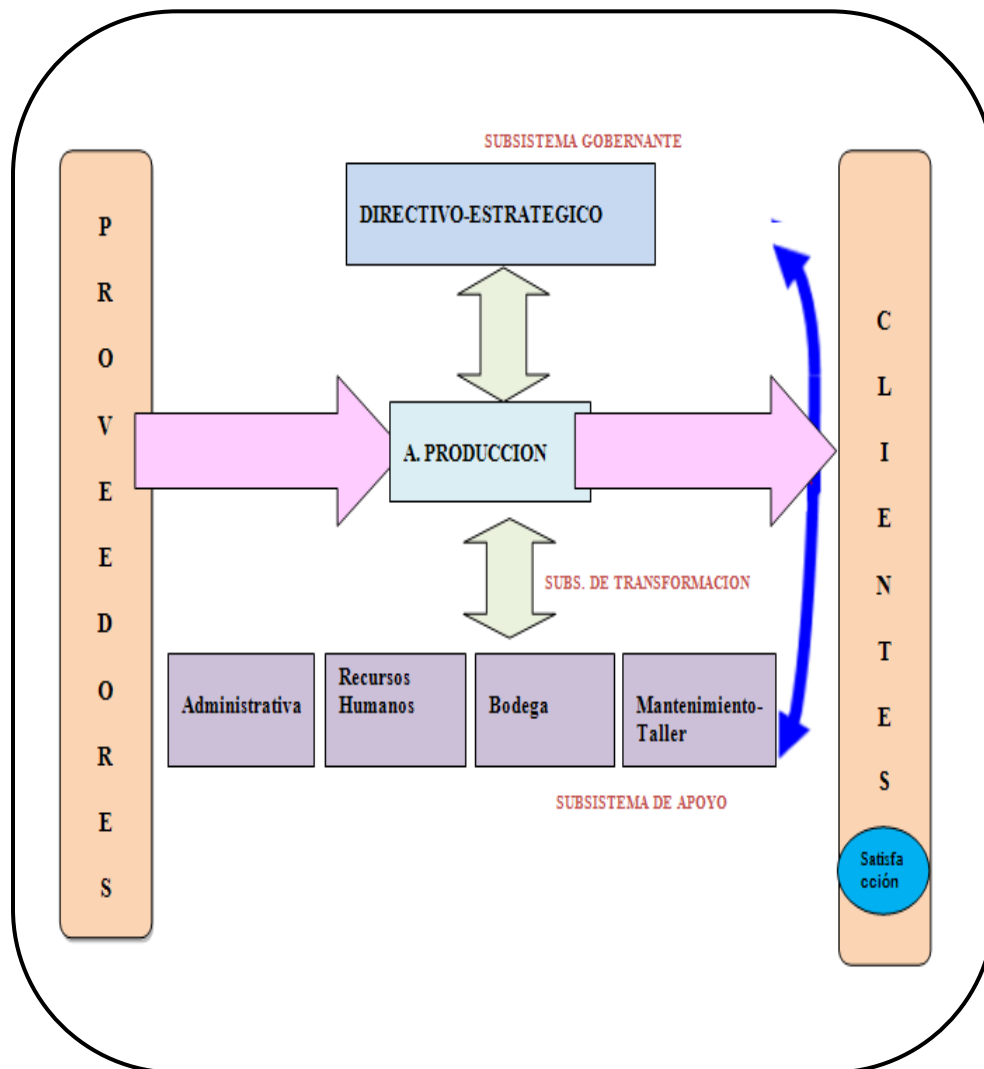 SUBSISTEMA GOBERNANTE
DIRECTIVO-ESTRATEGICO
P
R
O
V
E
E
D
O
R
E
S
A. PRODUCCION
SUBS. DE TRANSFORMACION
Administrativa
Recursos
Humanos
Bodega
Mantenimiento-
Taller
SUBSISTEMA DE APOYO
C
L
I
E
N
T
E
S
Satisfa
cción